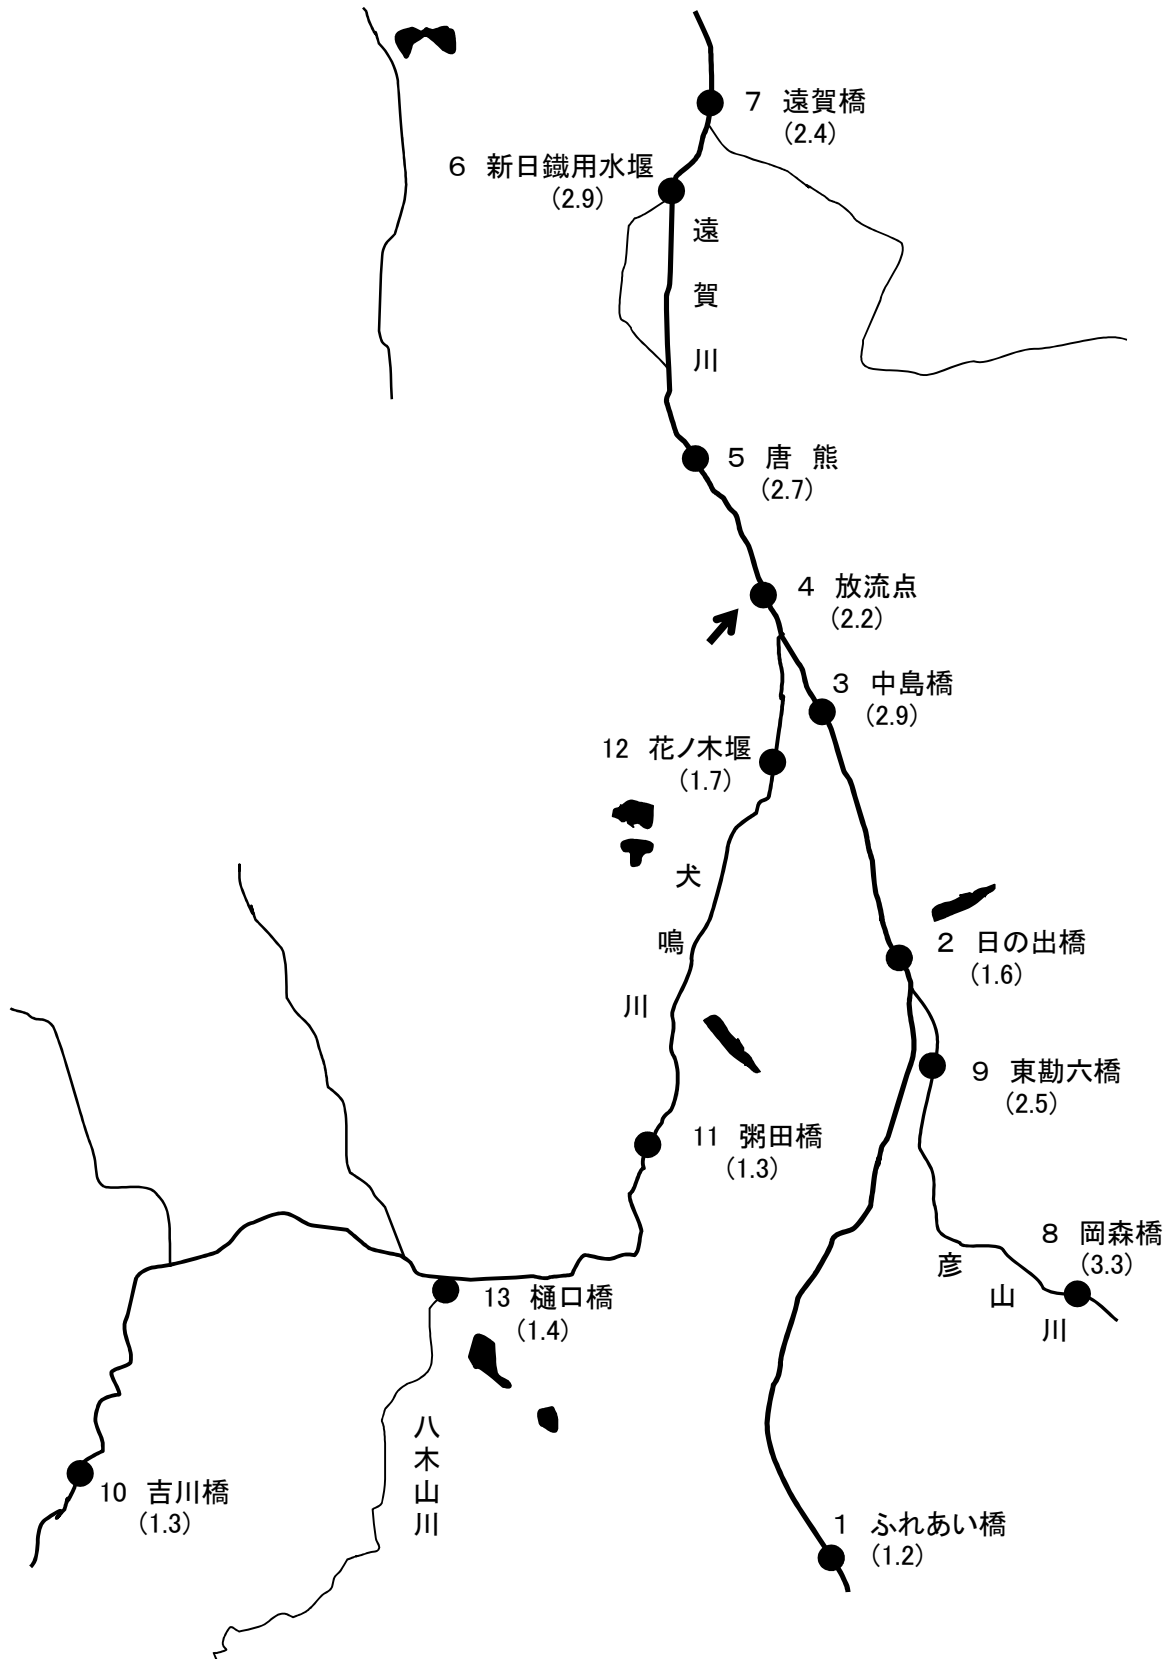 ７ 遠賀橋
(2.4)
６ 新日鐵用水堰
(2.9)
遠賀川
５ 唐 熊
(2.7)
４ 放流点
(2.2)
３ 中島橋
(2.9)
12 花ノ木堰
(1.7)
犬鳴川
２ 日の出橋
(1.6)
９ 東勘六橋
(2.5)
11 粥田橋
(1.3)
８ 岡森橋
(3.3)
彦山川
13 樋口橋
(1.4)
八木山川
10 吉川橋
(1.3)
１ ふれあい橋
(1.2)